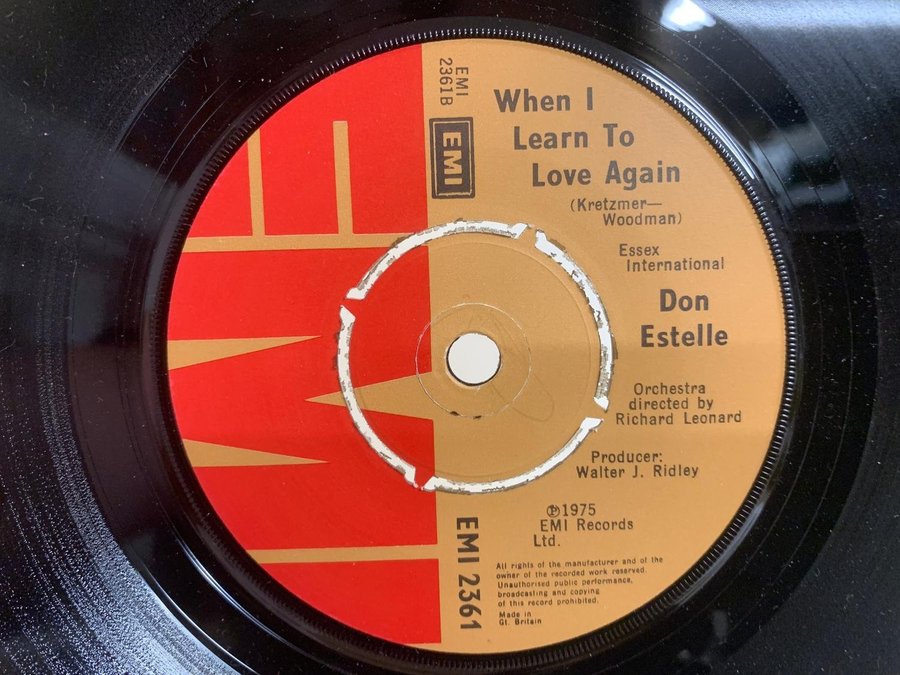 EMI
2361B
EMI
When I
Learn To
Love Again
(Kretzmer—
Woodman)
Essex
International
Don
Estelle
Orchestra
directed by
Richard Leonard
Producer:
Walter J. Ridley
℗1975
EMI Records
Ltd.
All rights of the manufacturer and of the
owner of the recorded work reserved.
Unauthorised public performance,
broadcasting and copying
of this record prohibited.
Made in
Gt. Britain
EMI 2361
EMI